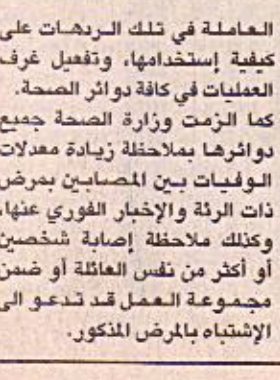 العاملة في تلك الردهات على
كيفية إستخدامها، وتفعيل غرف
العمليات في كافة دوائر الصحة.
كما الزمت وزارة الصحة جميع
دوائرها بملاحظة زيادة معدلات
الوفيات بين المصابين بمرض
ذات الرئة والإخبار الفوري عنها،
وكذلك ملاحظة إصابة شخصين
أو أكثر من نفس العائلة أو ضمن
مجموعة العمل قد تدعو الى
الإشتباه بالمرض المذكور.